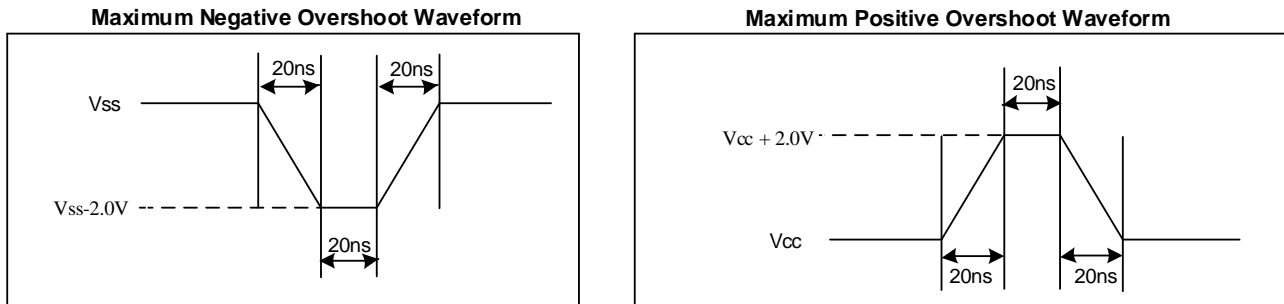 Maximum Negative Overshoot Waveform
20ns
20ns
Vss
Vss-2.0V
20ns
Maximum Positive Overshoot Waveform
20ns
Vcc + 2.0V
Vcc
20ns
20ns